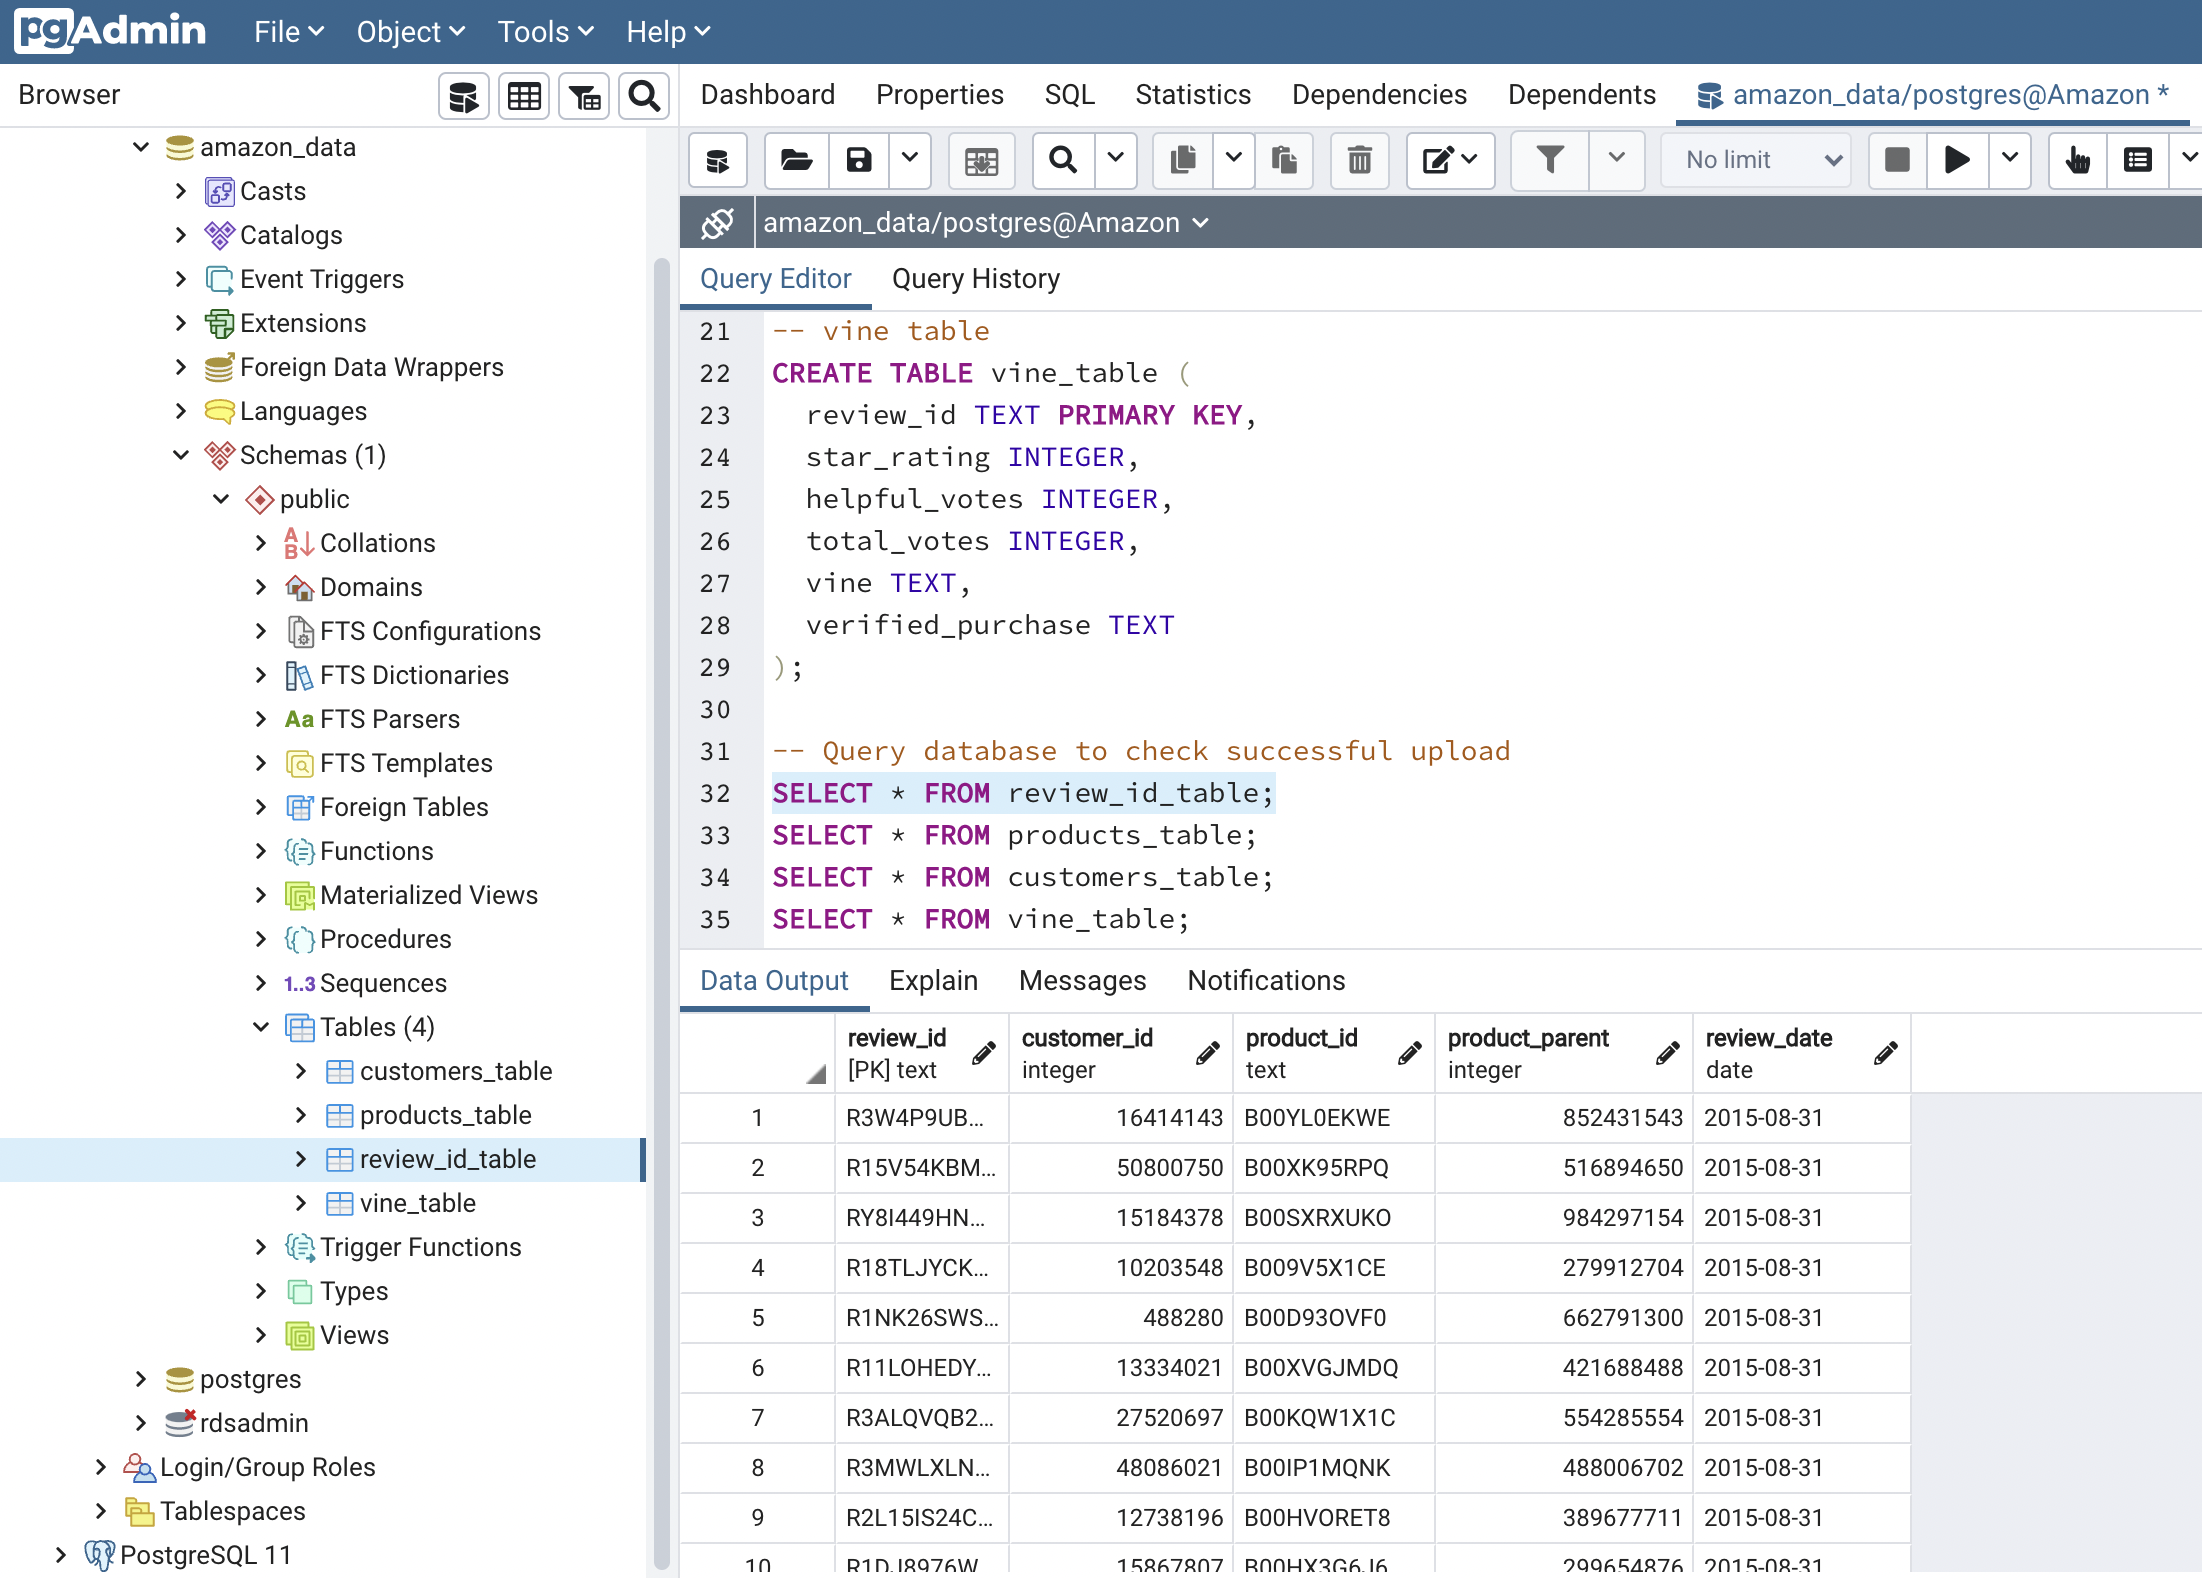 pgAdmin File Object Tools Help
Browser
Dashboard Properties SQL Statistics Dependencies Dependents amazon_data/postgres@Amazon *
No limit
amazon_data/postgres@Amazon
Query Editor Query History
amazon_data
Casts
Catalogs
Event Triggers
Extensions
Foreign Data Wrappers
Languages
Schemas (1)
public
Collations
Domains
FTS Configurations
FTS Dictionaries
Aa FTS Parsers
FTS Templates
Foreign Tables
Functions
Materialized Views
Procedures
1..3 Sequences
Tables (4)
customers_table
products_table
review_id_table
vine_table
Trigger Functions
Types
Views
postgres
rdsadmin
Login/Group Roles
Tablespaces
PostgreSQL 11
21 -- vine table
22 CREATE TABLE vine_table (
23 review_id TEXT PRIMARY KEY,
24 star_rating INTEGER,
25 helpful_votes INTEGER,
26 total_votes INTEGER,
27 vine TEXT,
28 verified_purchase TEXT
29 );
30
31 -- Query database to check successful upload
32 SELECT * FROM review_id_table;
33 SELECT * FROM products_table;
34 SELECT * FROM customers_table;
35 SELECT * FROM vine_table;
Data Output Explain Messages Notifications
review_id customer_id product_id product_parent review_date
[PK] text integer text integer date
1 R3W4P9UB... 16414143 B00YL0EKWE 852431543 2015-08-31
2 R15V54KBM... 50800750 B00XK95RPQ 516894650 2015-08-31
3 RY8I449HN... 15184378 B00SXRXUKO 984297154 2015-08-31
4 R18TLJYCK... 10203548 B009V5X1CE 279912704 2015-08-31
5 R1NK26SWS... 488280 B00D93OVF0 662791300 2015-08-31
6 R11LOHEDY... 13334021 B00XVGJMDQ 421688488 2015-08-31
7 R3ALQVQB2... 27520697 B00KQW1X1C 554285554 2015-08-31
8 R3MWLXLN... 48086021 B00IP1MQNK 488006702 2015-08-31
9 R2L15IS24C... 12738196 B00HVORET8 389677711 2015-08-31
10 R1DJ8976W 15867807 B00HX3G6J6 299654876 2015-08-31